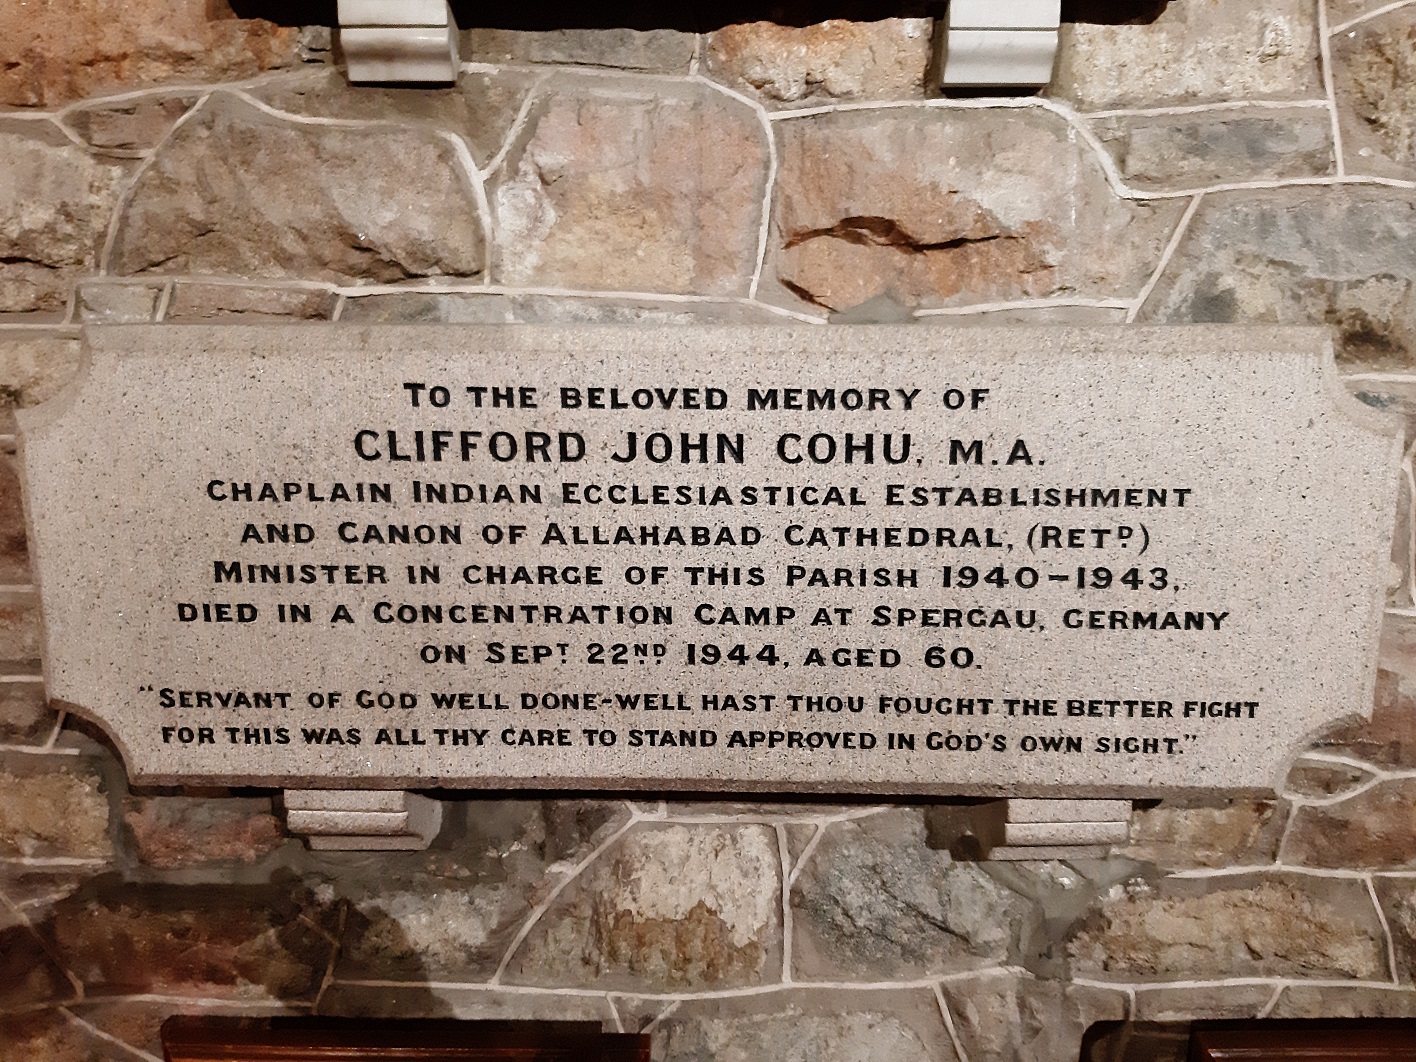 TO THE BELOVED MEMORY OF
CLIFFORD JOHN COHU, M.A.
CHAPLAIN INDIAN ECCLESIASTICAL ESTABLISHMENT
AND CANON OF ALLAHABAD CATHEDRAL, (RETD)
MINISTER IN CHARGE OF THIS PARISH 1940-1943,
DIED IN A CONCENTRATION CAMP AT SPERGAU, GERMANY
ON SEPT 22ND 1944, AGED 60.
"SERVANT OF GOD WELL DONE-WELL HAST THOU FOUGHT THE BETTER FIGHT
FOR THIS WAS ALL THY CARE TO STAND APPROVED IN GOD'S OWN SIGHT."